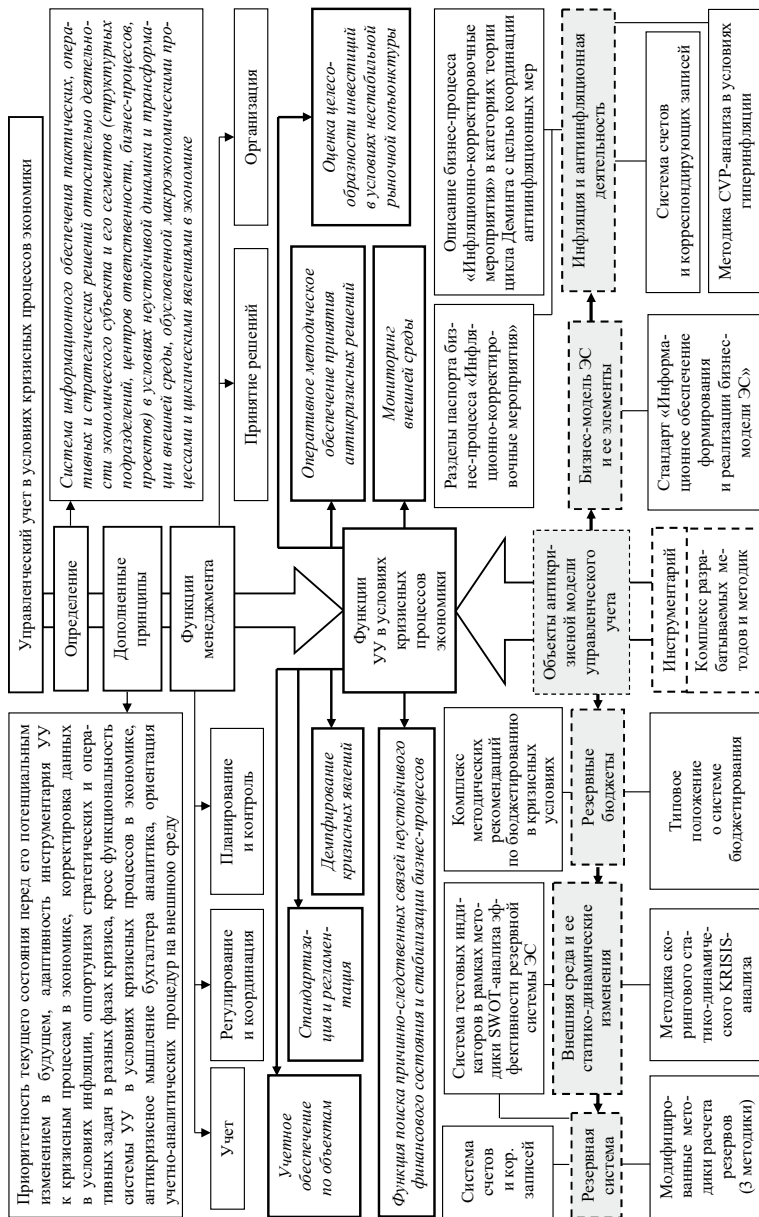 Управленческий учет в условиях кризисных процессов экономики
Определение
Система информационного обеспечения тактических, опера-
тивных и стратегических решений относительно деятельно-
сти экономического субъекта и его сегментов (структурных
подразделений, центров ответственности, бизнес-процессов,
проектов) в условиях неустойчивой динамики и трансформа-
ции внешней среды, обусловленной макроэкономическими про-
цессами и циклическими явлениями в экономике
Дополненные
принципы
Приоритетность текущего состояния перед его потенциальным
изменением в будущем, адаптивность инструментария УУ
к кризисным процессам в экономике, корректировка данных
в условиях инфляции, оппортунизм стратегических и опера-
тивных задач в разных фазах кризиса, кросс функциональность
системы УУ в условиях кризисных процессов в экономике,
антикризисное мышление бухгалтера аналитика, ориентация
учетно-аналитических процедур на внешнюю среду
Функции
менеджмента
Учет
Регулирование
и координация
Планирование
и контроль
Принятие решений
Организация
Учетное
обеспечение
по объектам
Стандартиза-
ция и регламен-
тация
Демпфирование
кризисных явлений
Функция поиска причинно-следственных связей неустойчивого
финансового состояния и стабилизации бизнес-процессов
Функции
УУ в условиях
кризисных
процессов
экономики
Оперативное методическое
обеспечение принятия
антикризисных решений
Мониторинг
внешней среды
Оценка целесо-
образности инвестиций
в условиях нестабильной
рыночной конъюнктуры
Система
счетов
и кор.
записей
Система тестовых инди-
каторов в рамках мето-
дики SWOT-анализа эф-
фективности резервной
системы ЭС
Комплекс
методических
рекомендаций
по бюджетированию
в кризисных
условиях
Разделы паспорта биз-
нес-процесса «Инфля-
ционно-корректиро-
вочные мероприятия»
Описание бизнес-процесса
«Инфляционно-корректировочные
мероприятия» в категориях теории
цикла Деминга с целью координации
антиинфляционных мер
Резервная
система
Внешняя среда и ее
статико-динамические
изменения
Резервные
бюджеты
Объекты антикри-
зисной модели
управленческого
учета
Бизнес-модель ЭС
и ее элементы
Инфляция и антиинфляционная
деятельность
Модифициро-
ванные мето-
дики расчета
резервов
(3 методики)
Методика ско-
рингового ста-
тико-динамиче-
ского KRISIS-
анализа
Типовое
положение
о системе
бюджетирования
Инструментарий
Комплекс разра-
батываемых ме-
тодов и методик
Стандарт «Информа-
ционное обеспечение
формирования
и реализации бизнес-
модели ЭС»
Система счетов
и корреспондирующих записей
Методика CVP-анализа в условиях
гиперинфляции